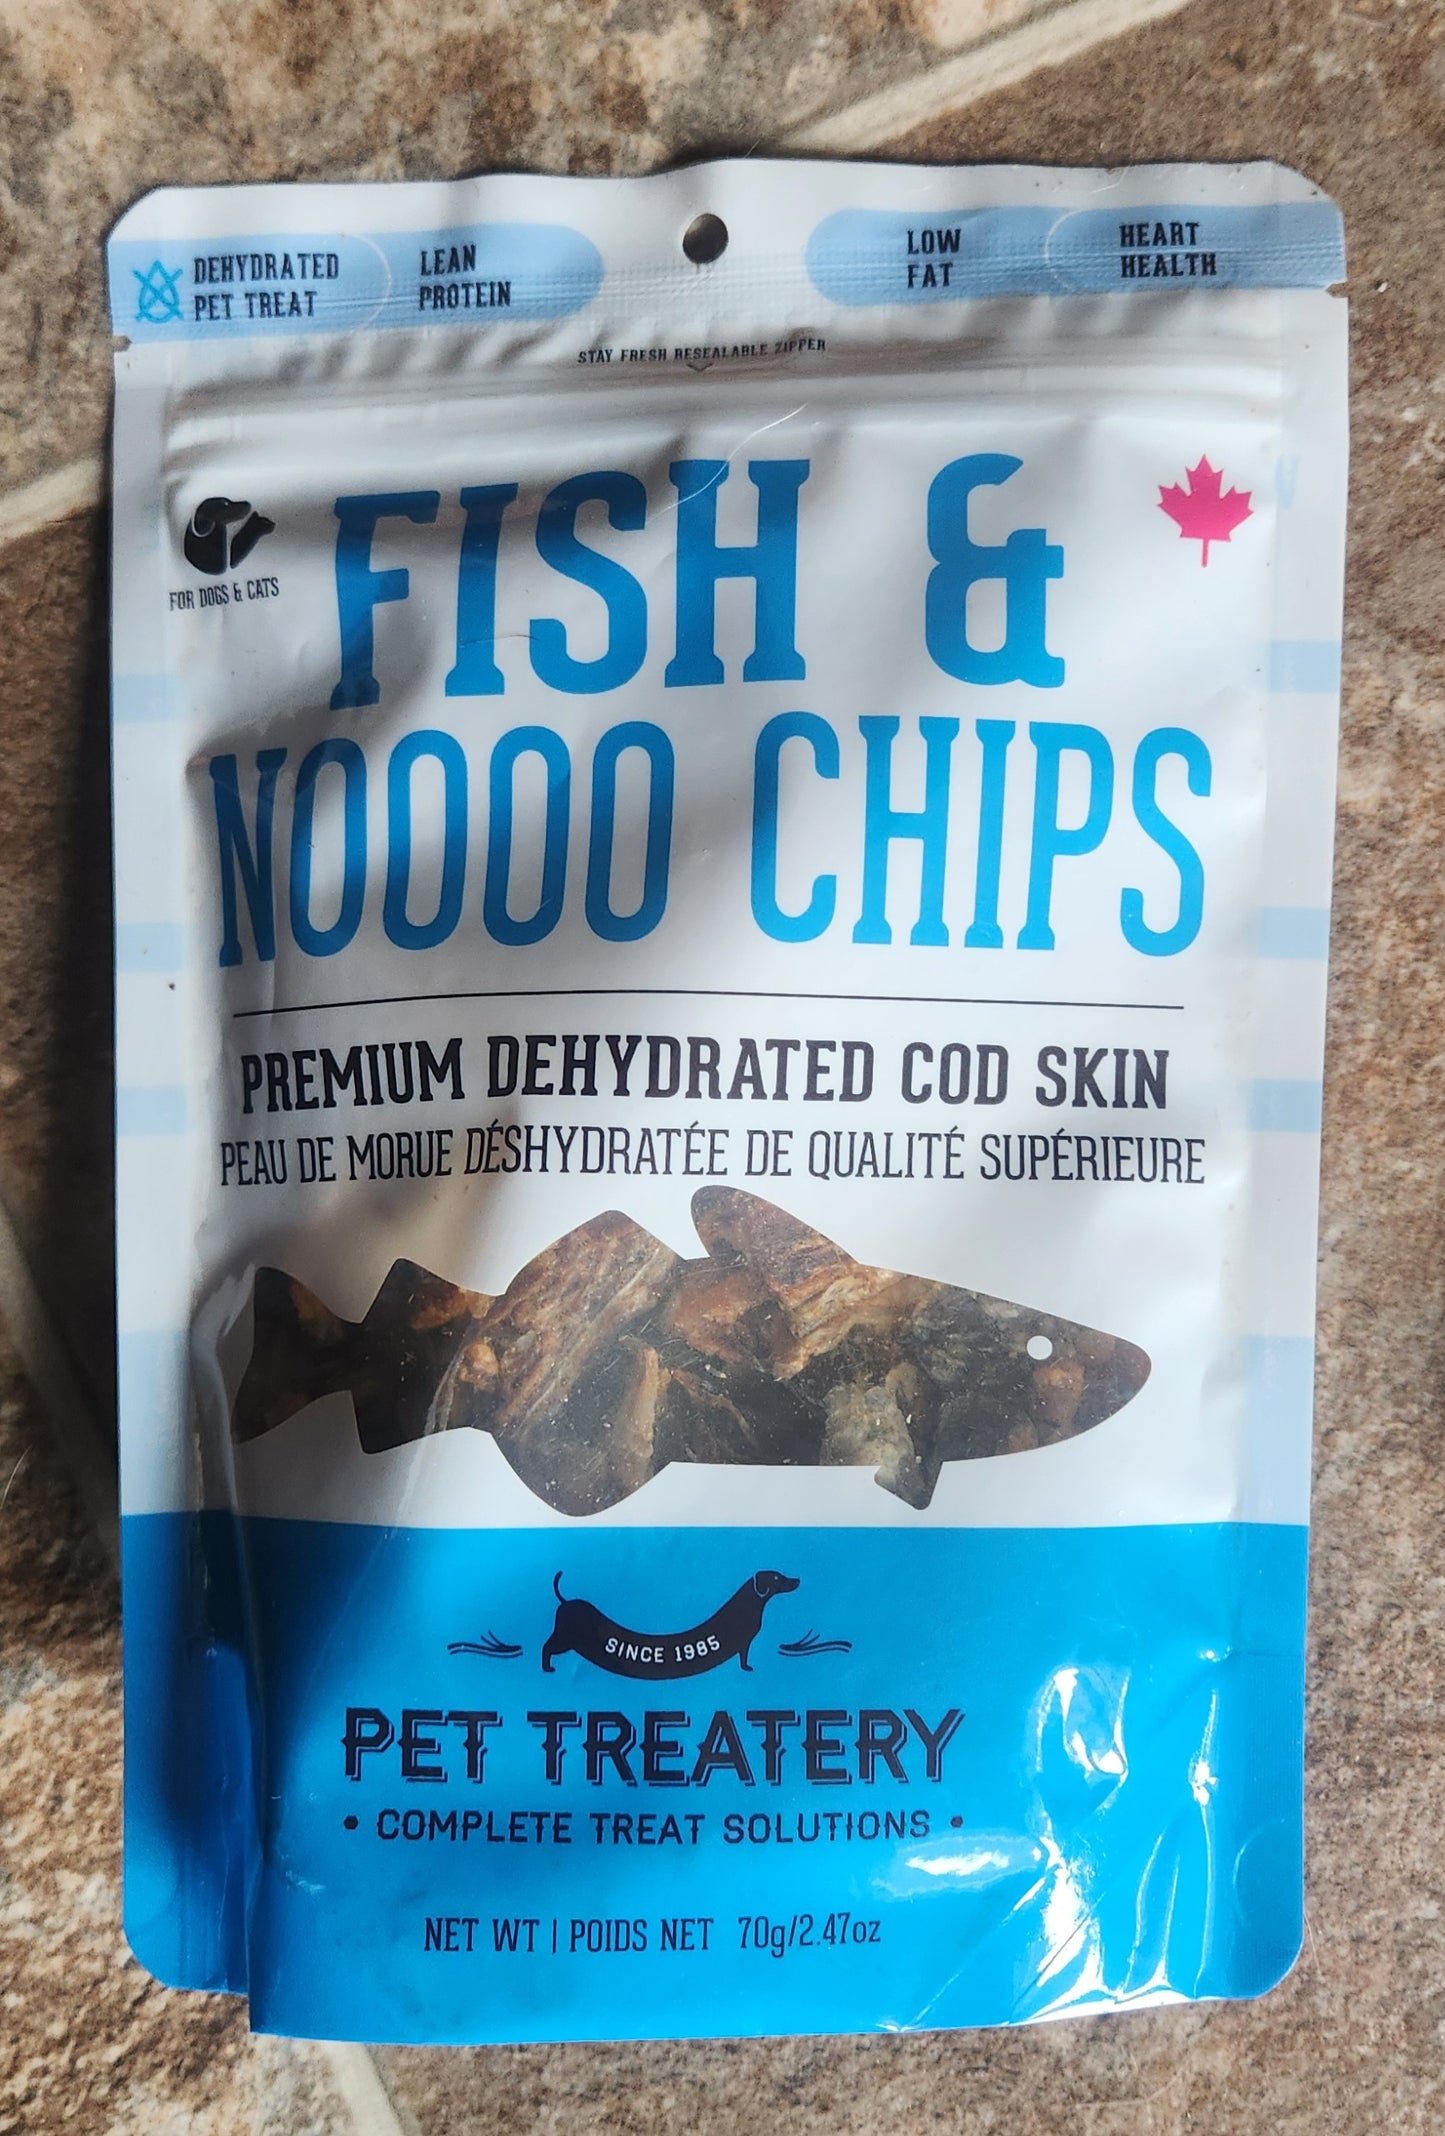 DEHYDRATED
PET TREAT
LEAN
PROTEIN
LOW
FAT
HEART
HEALTH
STAY FRESH RESEALABLE ZIPPER
FOR DOGS & CATS
FISH &
NOOOO CHIPS
PREMIUM DEHYDRATED COD SKIN
PEAU DE MORUE DÉSHYDRATÉE DE QUALITÉ SUPÉRIEURE
SINCE 1985
PET TREATERY
• COMPLETE TREAT SOLUTIONS •
NET WT | POIDS NET 70g/2.47oz